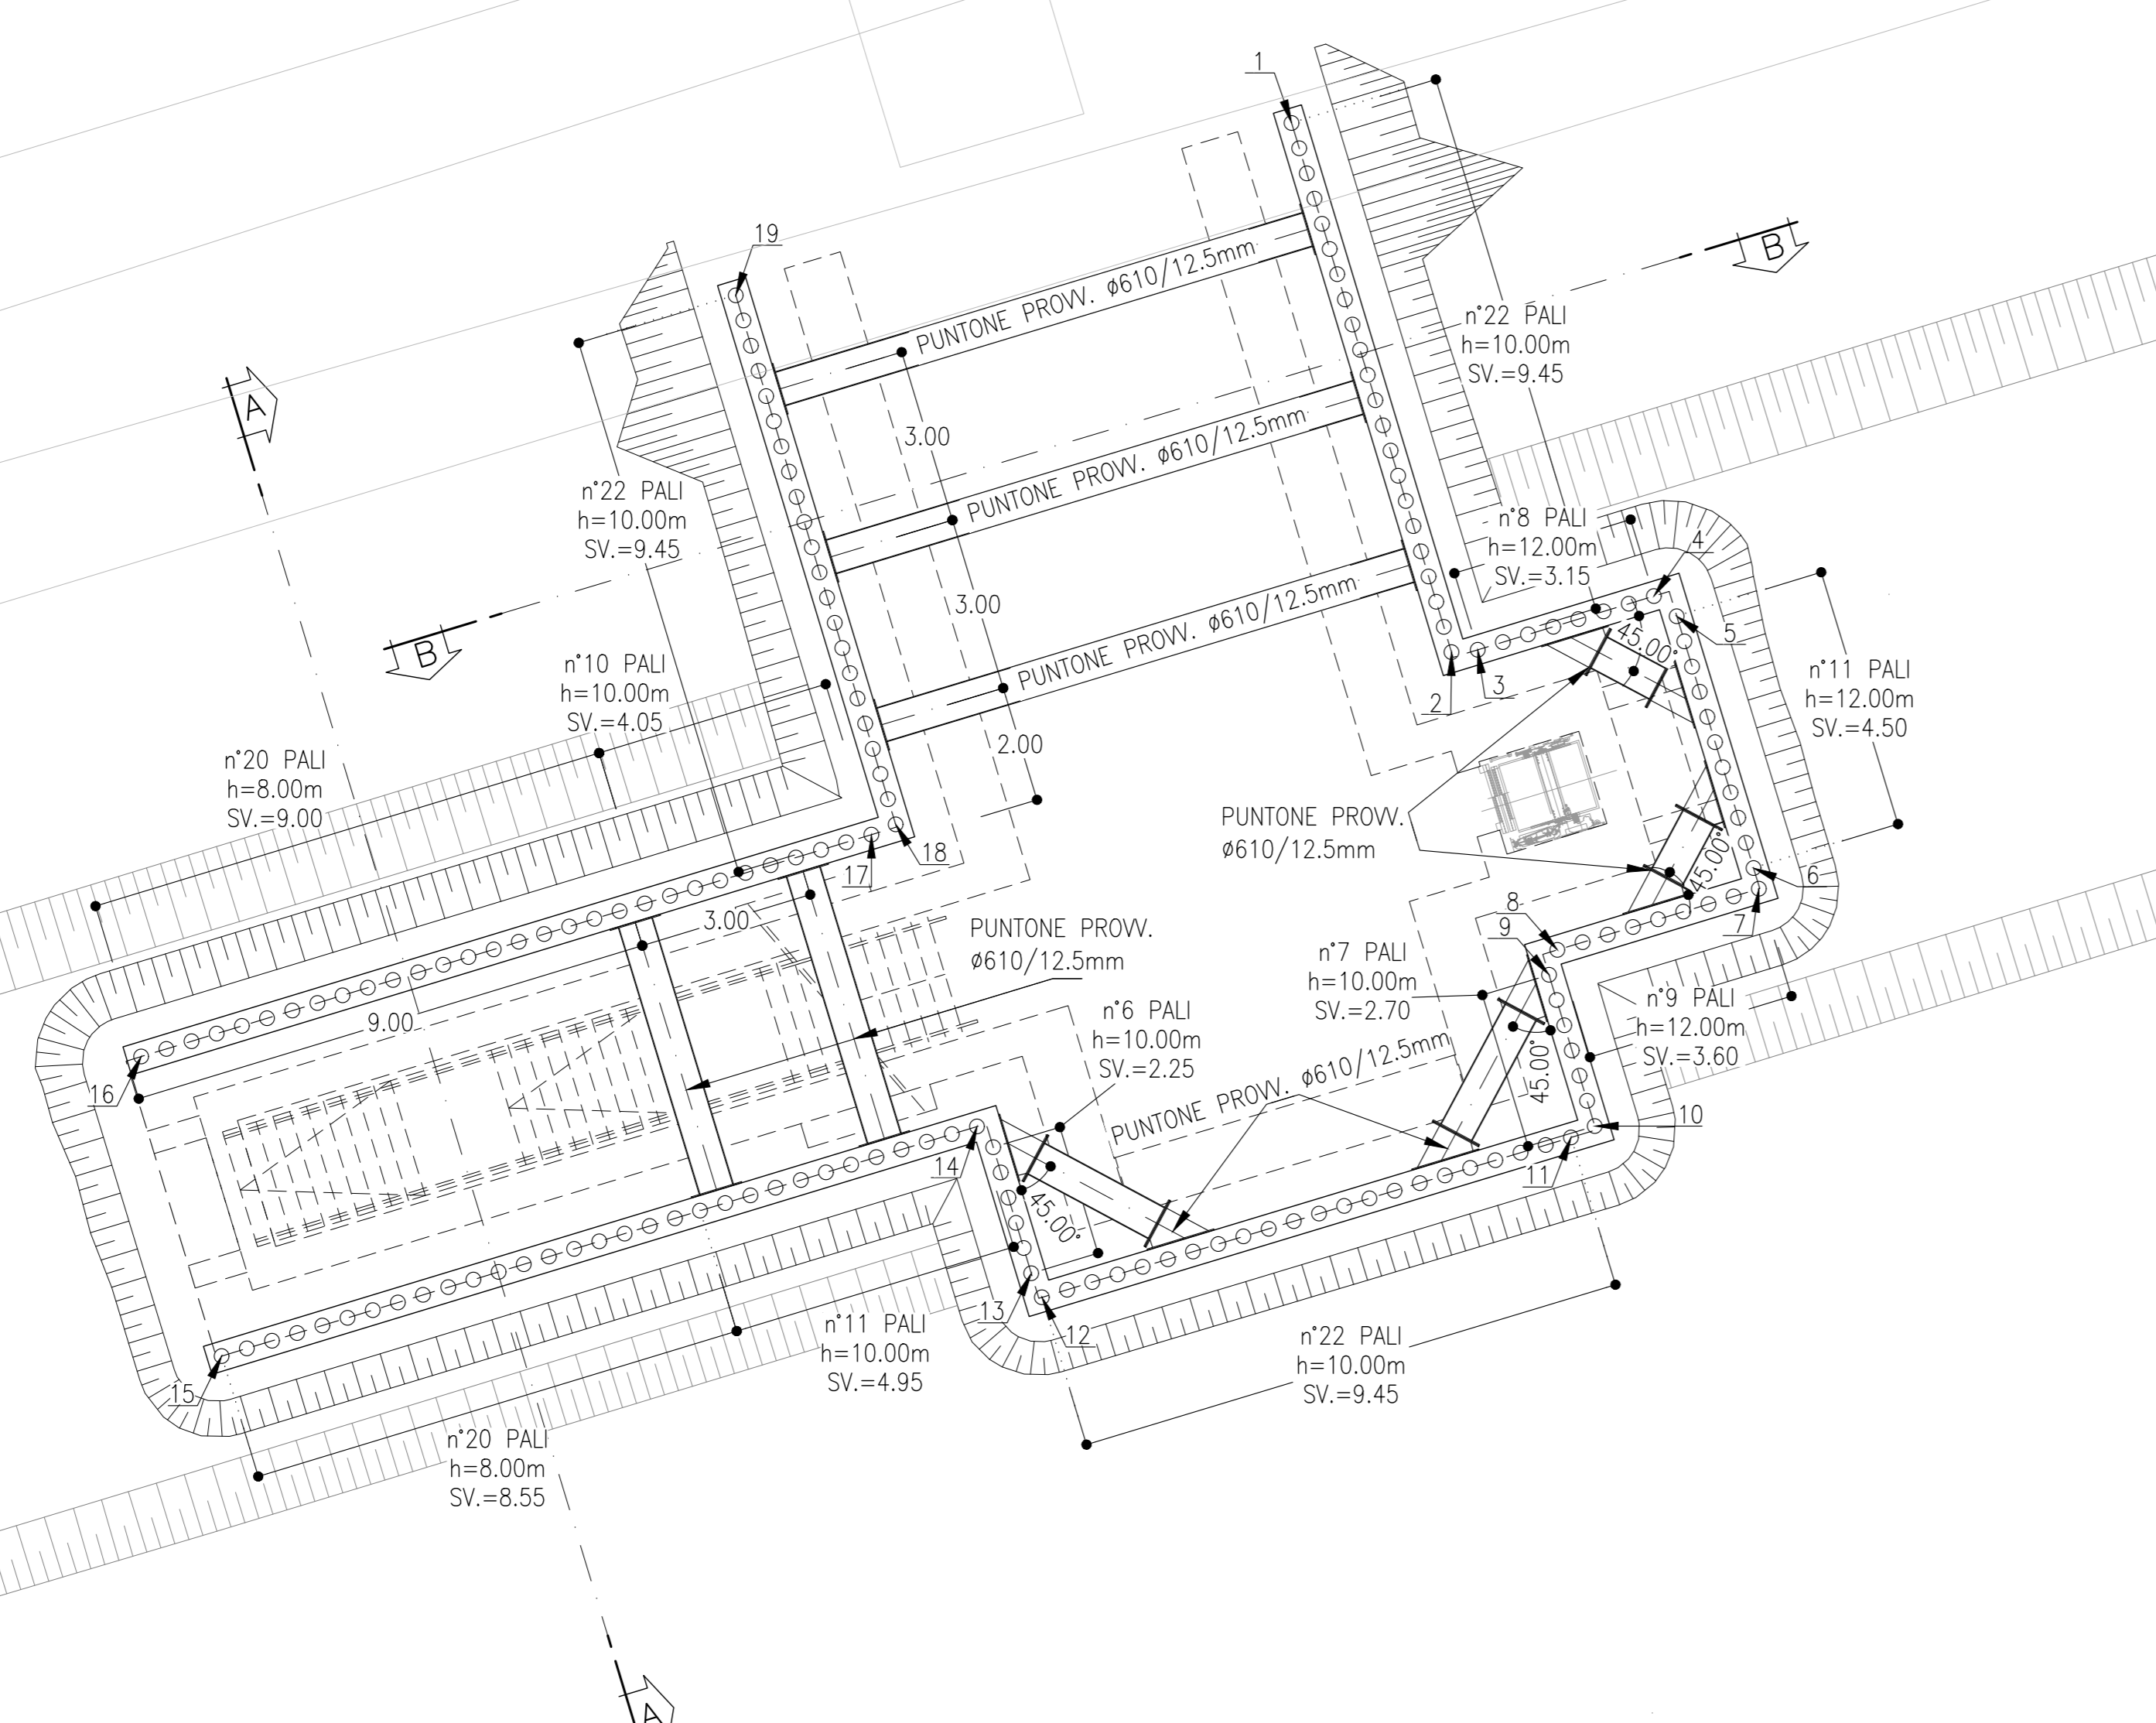 1
19
B
PUNTONE PROVV. ø610/12.5mm
n°22 PALI
h=10.00m
SV.=9.45
A
3.00
PUNTONE PROVV. ø610/12.5mm
n°22 PALI
h=10.00m
SV.=9.45
n°8 PALI
h=12.00m
SV.=3.15
4
3.00
PUNTONE PROVV. ø610/12.5mm
45.00°
5
B
n°10 PALI
h=10.00m
SV.=4.05
2
3
n°11 PALI
h=12.00m
SV.=4.50
2.00
n°20 PALI
h=8.00m
SV.=9.00
PUNTONE PROVV.
ø610/12.5mm
18
17
45.00°
6
7
8
9
3.00
PUNTONE PROVV.
ø610/12.5mm
n°7 PALI
h=10.00m
SV.=2.70
9.00
n°6 PALI
h=10.00m
SV.=2.25
n°9 PALI
h=12.00m
SV.=3.60
16
PUNTONE PROVV. ø610/12.5mm
45.00°
10
14
11
45.00°
13
12
n°11 PALI
h=10.00m
SV.=4.95
n°22 PALI
h=10.00m
SV.=9.45
15
n°20 PALI
h=8.00m
SV.=8.55
A